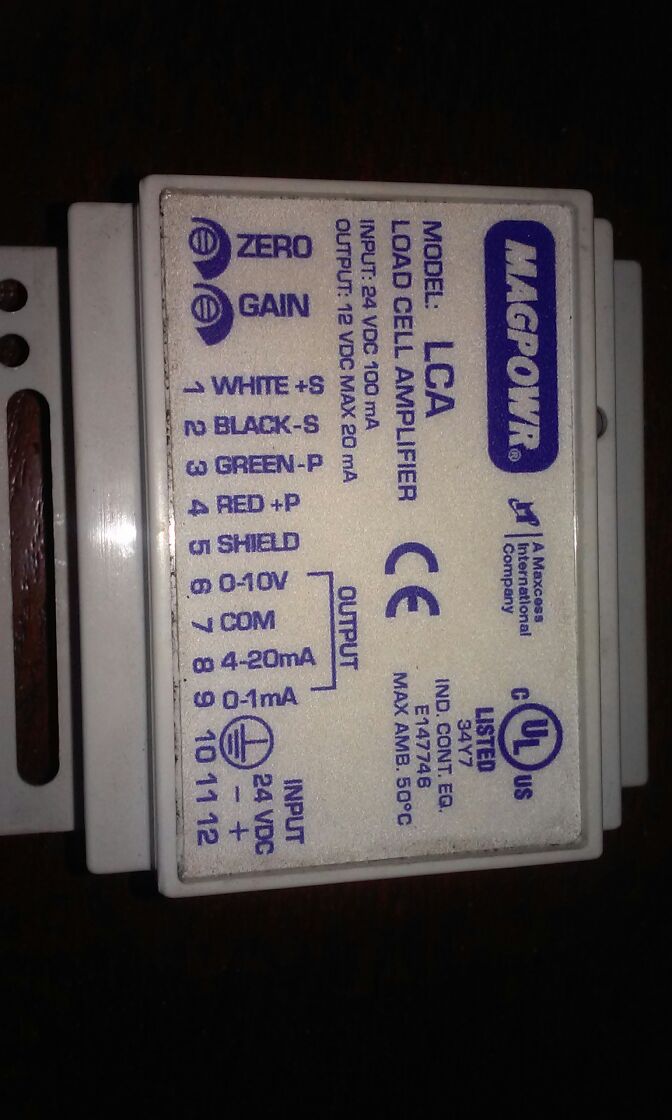 MAGPOWR®
A Maxcess
International
Company
C UL US
LISTED
34Y7
IND. CONT. EQ.
E147746
MAX AMB. 50°C
MODEL: LCA
LOAD CELL AMPLIFIER
INPUT: 24 VDC 100 mA
OUTPUT: 12 VDC MAX 20 mA
CE
ZERO
GAIN
1 WHITE +S
2 BLACK-S
3 GREEN-P
4 RED +P
5 SHIELD
6 0-10V
7 COM
8 4-20mA
9 0-1mA
OUTPUT
INPUT
24 VDC
- +
10 11 12